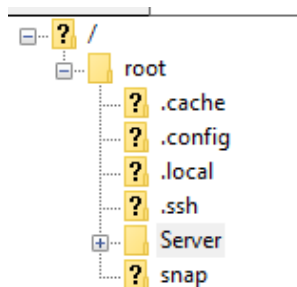 /
root
.cache
.config
.local
.ssh
Server
snap